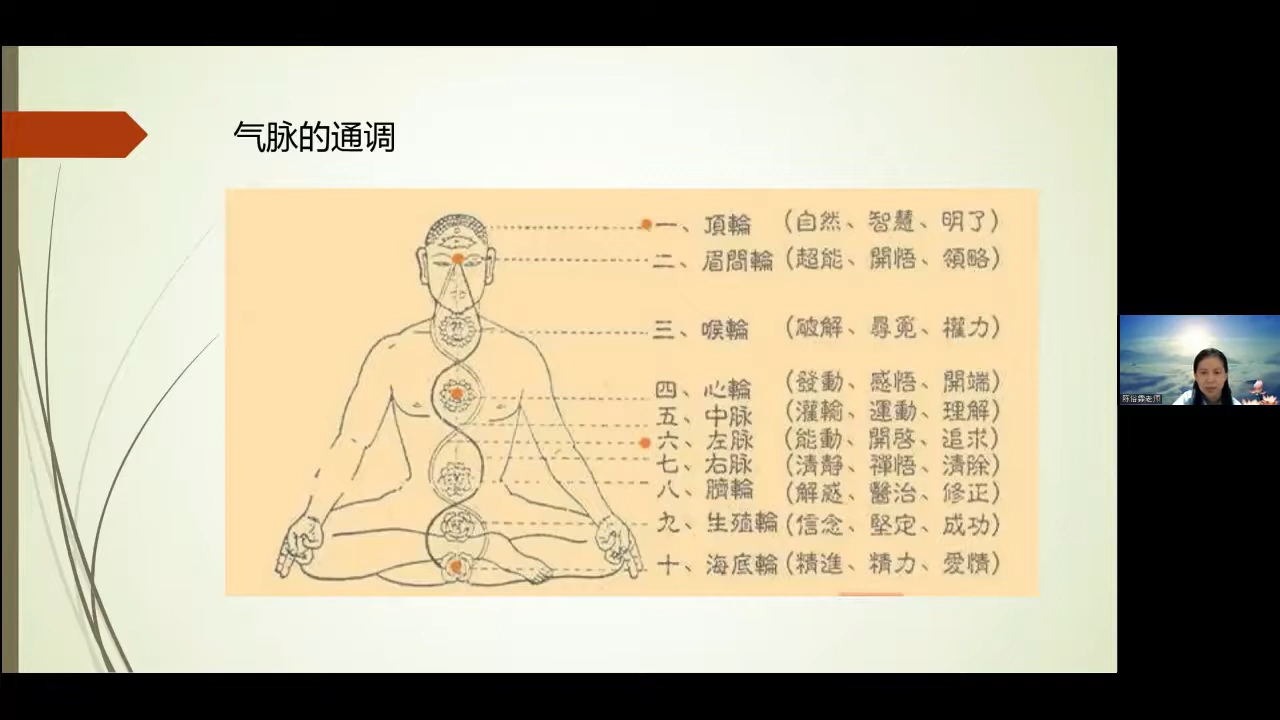 气脉的通调
一、頂輪 （自然、智慧、明了）
二、眉間輪（超能、開悟、領略）
三、喉輪 （破解、尋覓、權力）
四、心輪 （發動、感悟、開端）
五、中脉 （灌輸、運動、理解）
六、左脉 （能動、開啓、追求）
七、右脉 （清靜、禪悟、清除）
八、臍輪 （解惑、醫治、修正）
九、生殖輪（信念、堅定、成功）
十、海底輪（精進、精力、愛情）